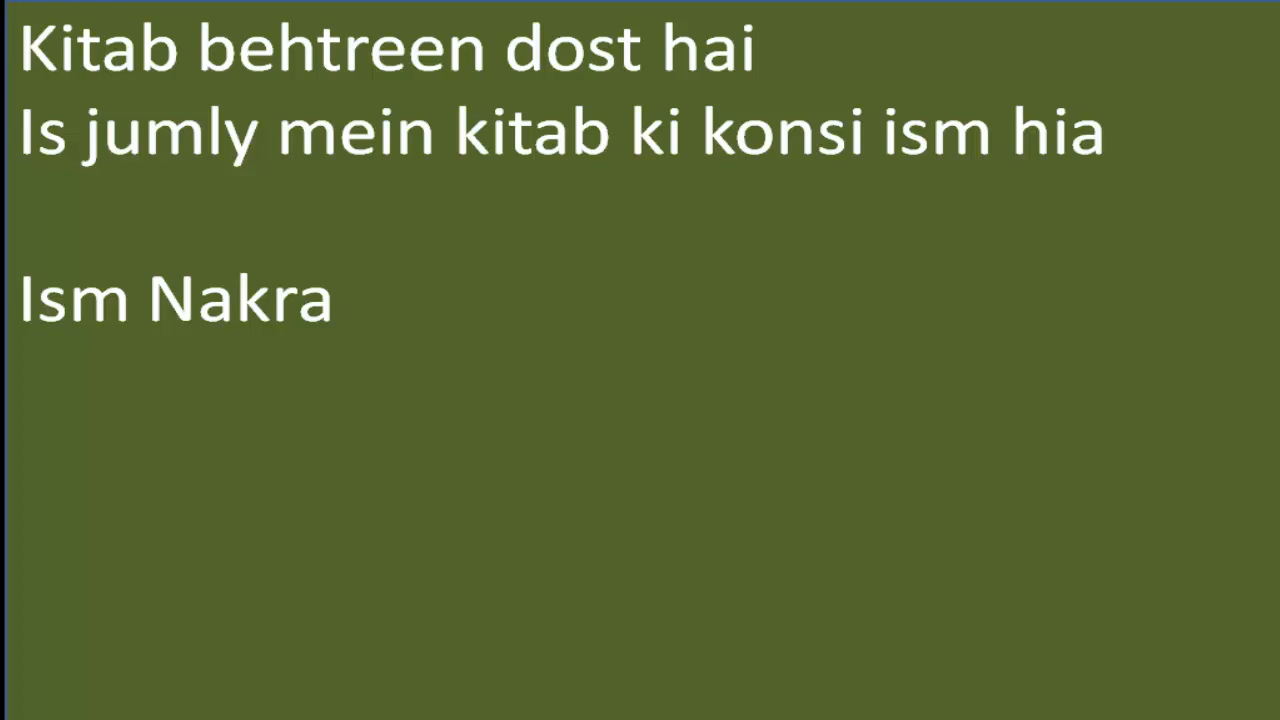 Kitab behtreen dost hai
Is jumly mein kitab ki konsi ism hia
Ism Nakra